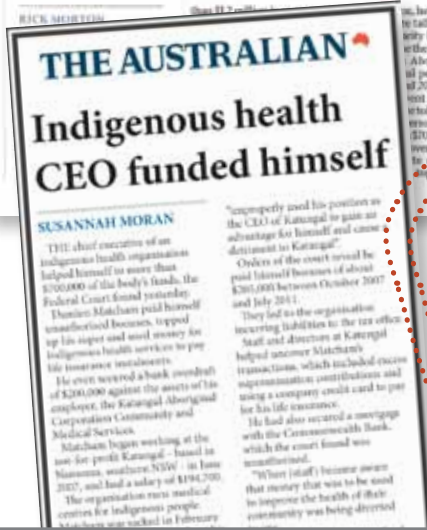 RICK MORTON
THE AUSTRALIAN
Indigenous health
CEO funded himself
SUSANNAH MORAN
THE chief executive of an
indigenous health organisation
helped himself to more than
$700,000 of the body's funds, the
Federal Court found yesterday.
Damien Matcham paid himself
unauthorised bonuses, topped
up his super and used money for
indigenous health services to pay
life insurance instalments.
He even secured a bank overdraft
of $200,000 against the assets of his
employer, the Katungul Aboriginal
Corporation Community and
Medical Services.
Matcham began working at the
not-for-profit Katungul - based in
Narooma, southern NSW - in June
2007, and had a salary of $194,700.
The organisation runs medical
centres for indigenous people.
Matcham was sacked in February
"improperly used his position as
the CEO of Katungul to gain an
advantage for himself and cause a
detriment to Katungul".
Orders of the court reveal he
paid himself bonuses of about
between October 2007
and July 2011.
They led to the organisation
incurring liabilities to the tax office.
Staff and directors at Katungul
helped uncover Matcham's
transactions, which included excess
superannuation contributions and
using a company credit card to pay
for his life insurance.
He had also secured a mortgage
with the Commonwealth Bank,
which the court found was
unauthorised.
"When [staff] became aware
that money that was to be used
to improve the health of their
community was being diverted